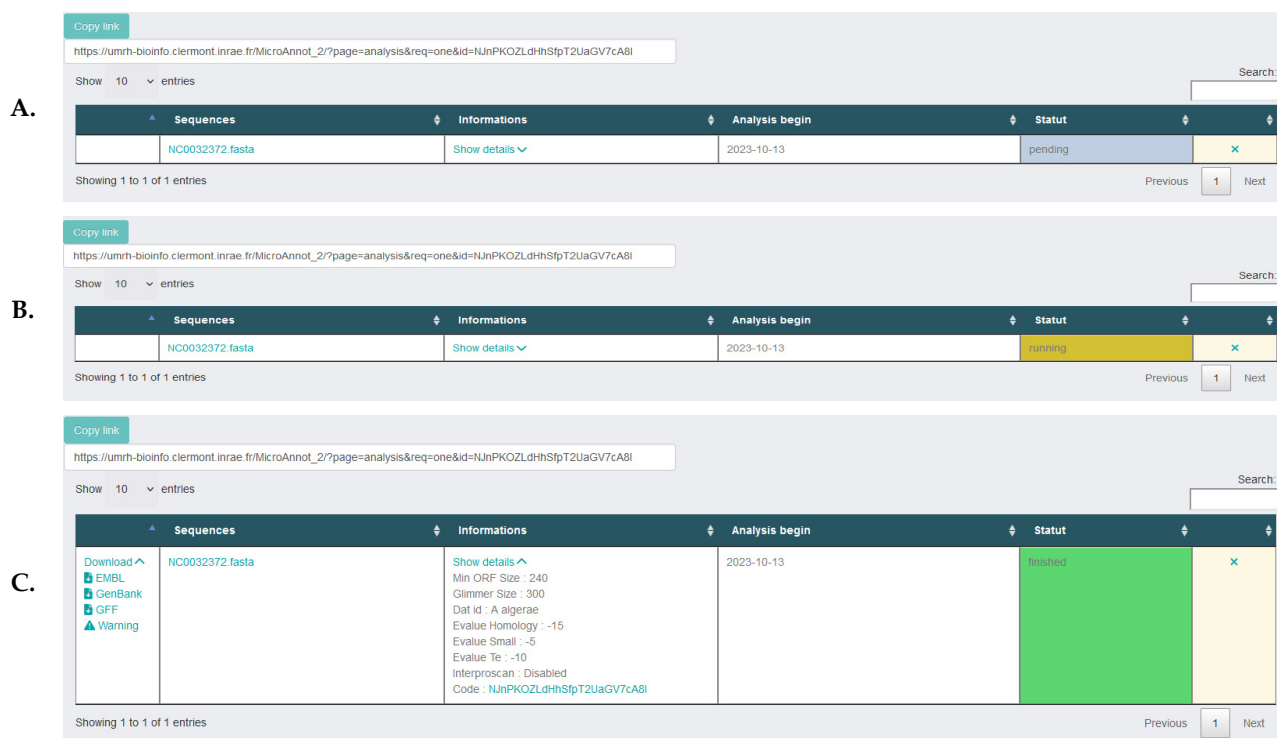 Copy link
https://umrh-bioinfo.clermont.inrae.fr/MicroAnnot_2/?page=analysis&req=one&id=NJnPKOZLdHhSfpT2UaGV7cA8l
Show 10 entries
Search:
A.
Sequences Informations Analysis begin Statut
NC0032372.fasta Show details 2023-10-13 pending ×
Showing 1 to 1 of 1 entries
Previous 1 Next
Copy link
https://umrh-bioinfo.clermont.inrae.fr/MicroAnnot_2/?page=analysis&req=one&id=NJnPKOZLdHhSfpT2UaGV7cA8l
Show 10 entries
Search:
B.
Sequences Informations Analysis begin Statut
NC0032372.fasta Show details 2023-10-13 running ×
Showing 1 to 1 of 1 entries
Previous 1 Next
Copy link
https://umrh-bioinfo.clermont.inrae.fr/MicroAnnot_2/?page=analysis&req=one&id=NJnPKOZLdHhSfpT2UaGV7cA8l
Show 10 entries
Search:
C.
Sequences Informations Analysis begin Statut
Download NC0032372.fasta Show details 2023-10-13 finished ×
EMBL Min ORF Size : 240
GenBank Glimmer Size : 300
GFF Dat id : A algerae
Warning Evalue Homology : -15
Evalue Small : -5
Evalue Te : -10
Interproscan : Disabled
Code : NJnPKOZLdHhSfpT2UaGV7cA8l
Showing 1 to 1 of 1 entries
Previous 1 Next